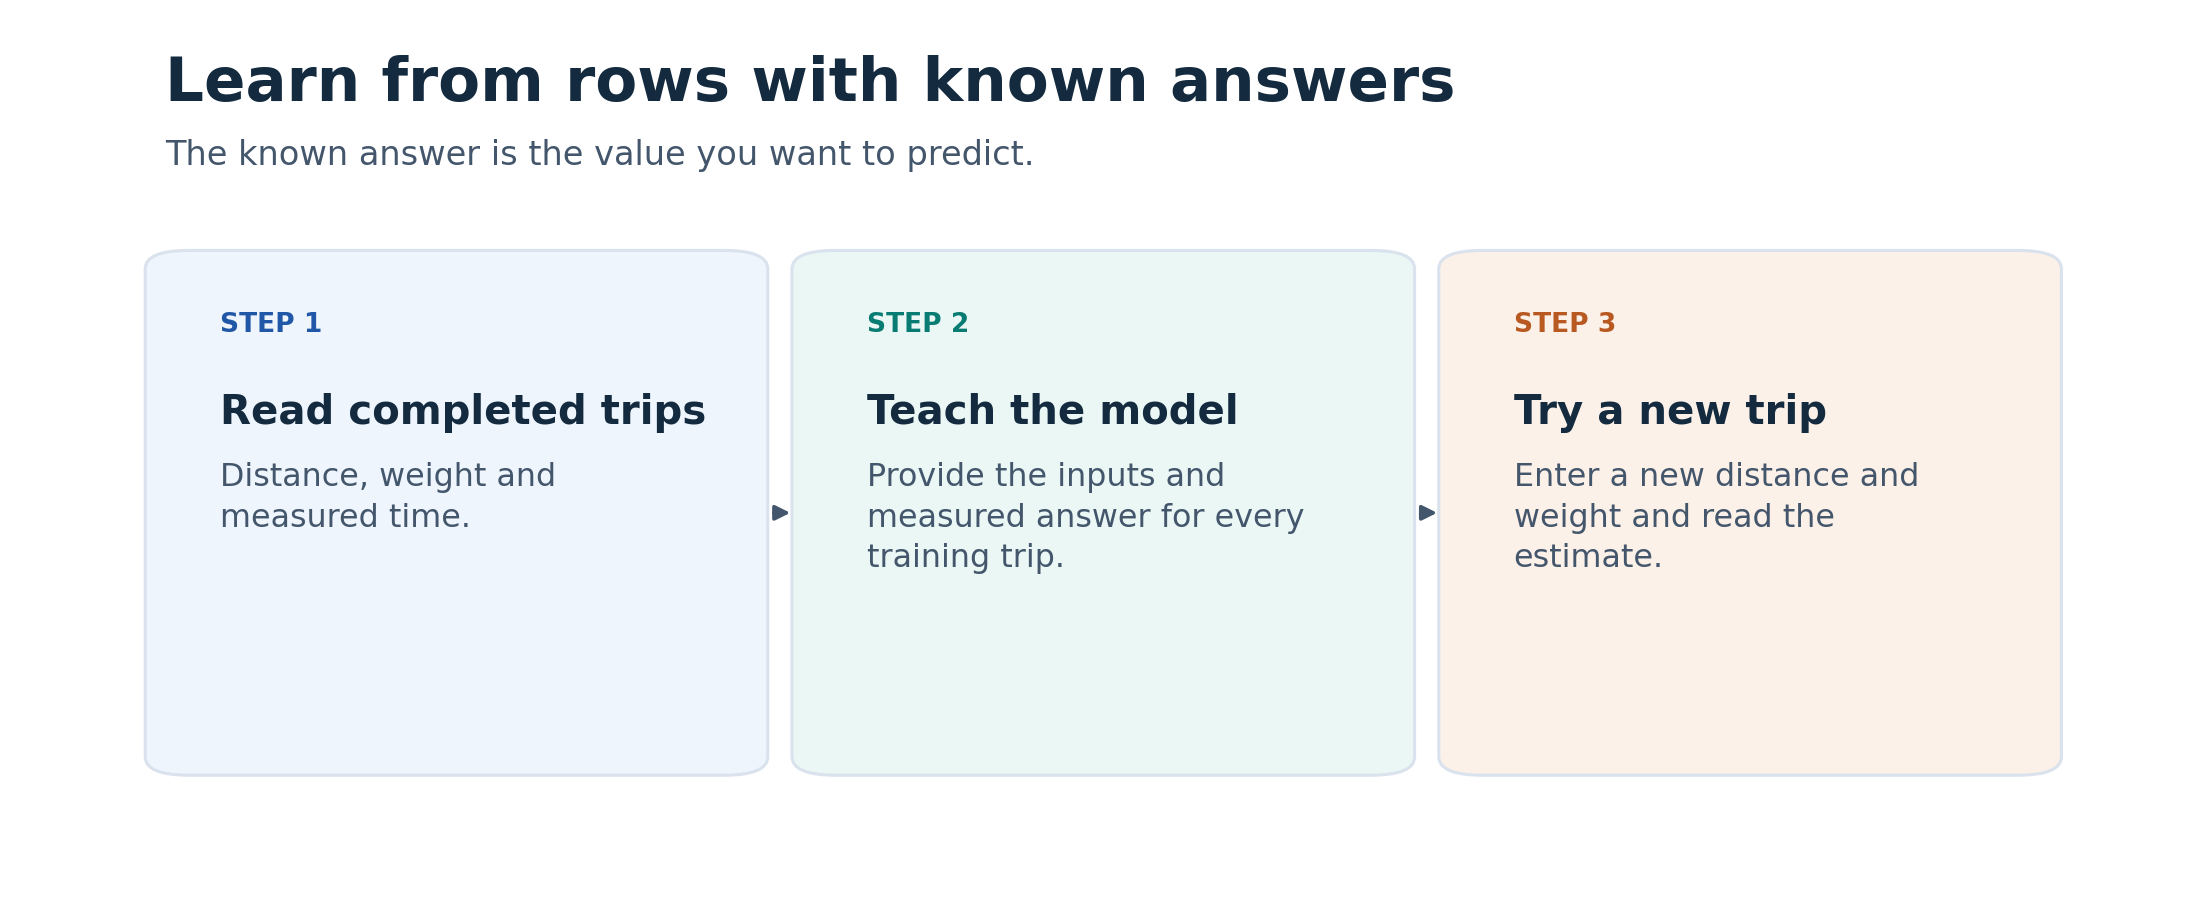 Learn from rows with known answers
The known answer is the value you want to predict.
STEP 1
Read completed trips
Distance, weight and
measured time.
STEP 2
Teach the model
Provide the inputs and
measured answer for every
training trip.
STEP 3
Try a new trip
Enter a new distance and
weight and read the
estimate.